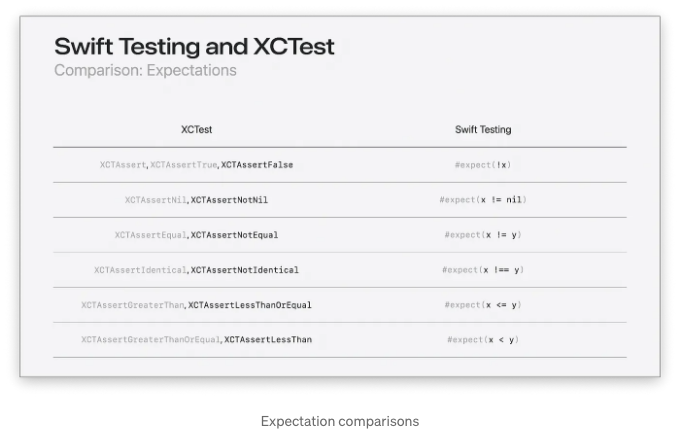 Swift Testing and XCTest
Comparison: Expectations
XCTest Swift Testing
XCTAssert, XCTAssertTrue, XCTAssertFalse #expect(!x)
XCTAssertNil, XCTAssertNotNil #expect(x != nil)
XCTAssertEqual, XCTAssertNotEqual #expect(x != y)
XCTAssertIdentical, XCTAssertNotIdentical #expect(x !== y)
XCTAssertGreaterThan, XCTAssertLessThanOrEqual #expect(x <= y)
XCTAssertGreaterThanOrEqual, XCTAssertLessThan #expect(x < y)
Expectation comparisons